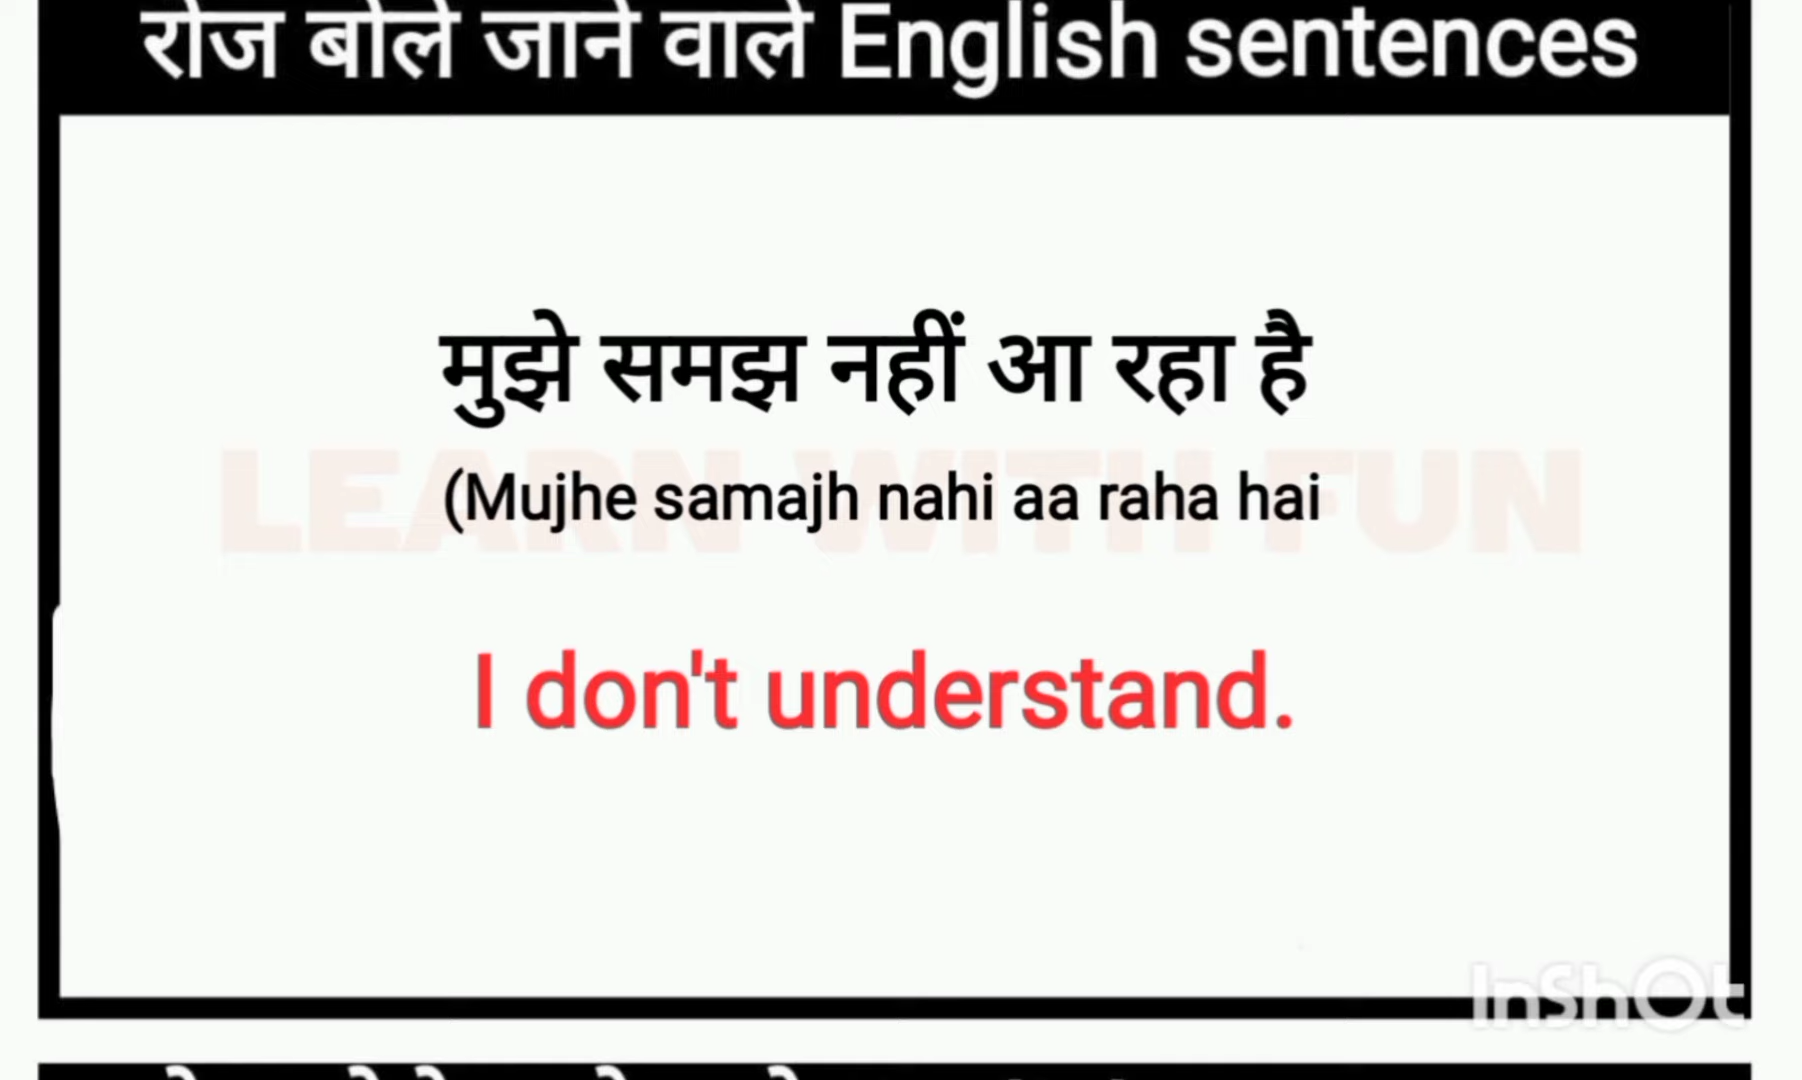 रोज बोले जाने वाले English sentences
मुझे समझ नहीं आ रहा है
LEARN WITH FUN
(Mujhe samajh nahi aa raha hai
I don't understand.
InShOt